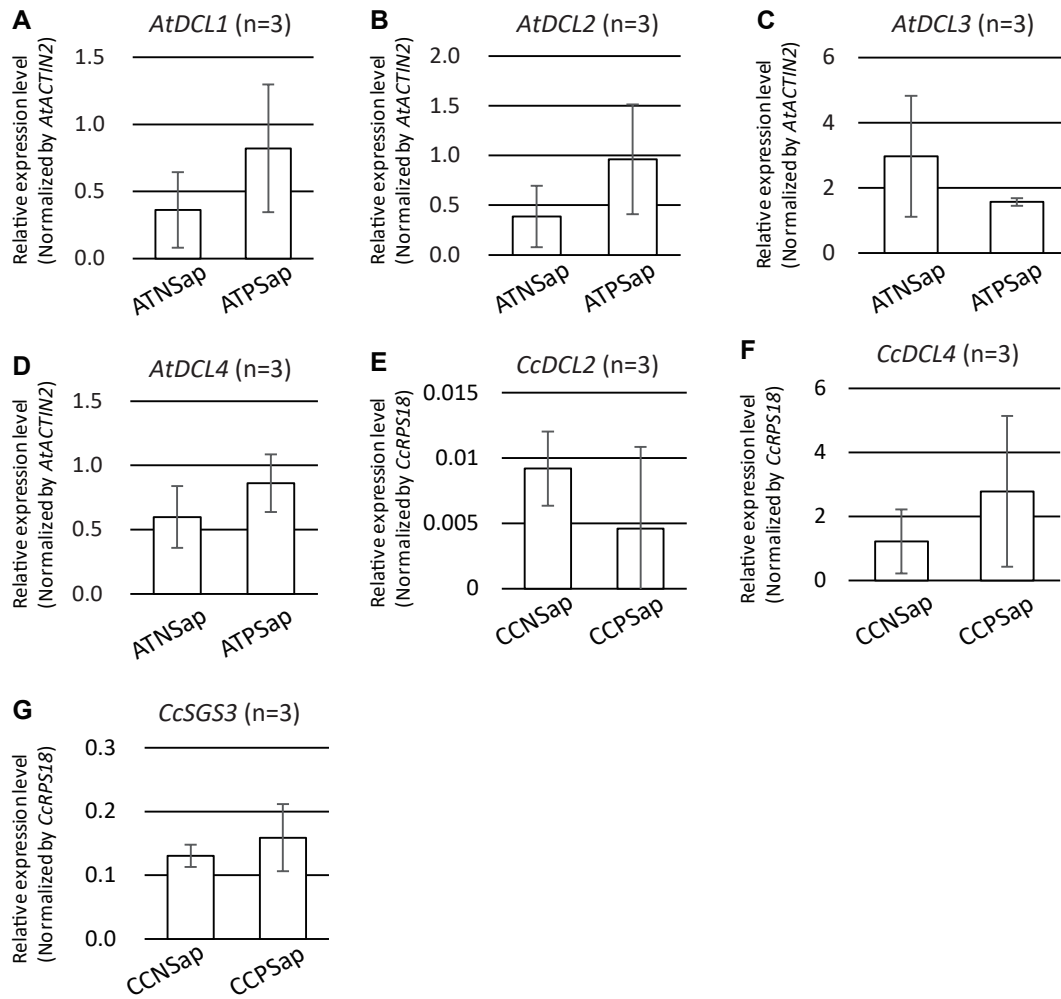 A
AtDCL1 (n=3)
Relative expression level
(Normalized by AtACTIN2)
1.5
1.0
0.5
0.0
ATNSap
ATPSap
B
AtDCL2 (n=3)
Relative expression level
(Normalized by AtACTIN2)
2.0
1.5
1.0
0.5
0.0
ATNSap
ATPSap
C
AtDCL3 (n=3)
Relative expression level
(Normalized by AtACTIN2)
6
4
2
0
ATNSap
ATPSap
D
AtDCL4 (n=3)
Relative expression level
(Normalized by AtACTIN2)
1.5
1.0
0.5
0.0
ATNSap
ATPSap
E
CcDCL2 (n=3)
Relative expression level
(Normalized by CcRPS18)
0.015
0.01
0.005
0
CCNSap
CCPSap
F
CcDCL4 (n=3)
Relative expression level
(Normalized by CcRPS18)
6
4
2
0
CCNSap
CCPSap
G
CcSGS3 (n=3)
Relative expression level
(Normalized by CcRPS18)
0.3
0.2
0.1
0.0
CCNSap
CCPSap